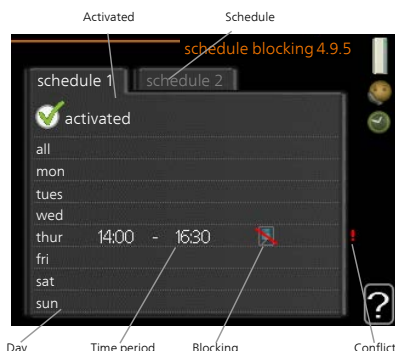 Activated Schedule
schedule blocking 4.9.5
schedule 1 schedule 2
activated
all
mon
tues
wed
thur 14:00 - 16:30 !
fri
sat
sun
?
Day Time period Blocking Conflict